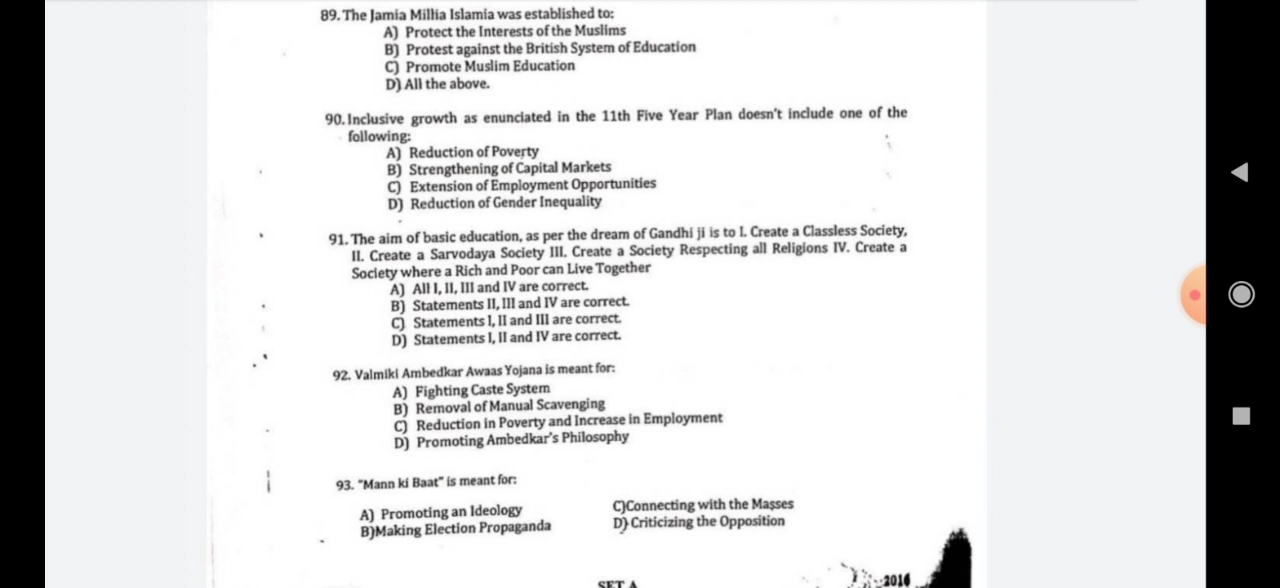 89. The Jamia Millia Islamia was established to:
A) Protect the Interests of the Muslims
B) Protest against the British System of Education
C) Promote Muslim Education
D) All the above.
90. Inclusive growth as enunciated in the 11th Five Year Plan doesn't include one of the
following:
A) Reduction of Poverty
B) Strengthening of Capital Markets
C) Extension of Employment Opportunities
D) Reduction of Gender Inequality
91. The aim of basic education, as per the dream of Gandhi ji is to I. Create a Classless Society,
II. Create a Sarvodaya Society III. Create a Society Respecting all Religions IV. Create a
Society where a Rich and Poor can Live Together
A) All I, II, III and IV are correct.
B) Statements II, III and IV are correct.
C) Statements I, II and III are correct.
D) Statements I, II and IV are correct.
92. Valmiki Ambedkar Awaas Yojana is meant for:
A) Fighting Caste System
B) Removal of Manual Scavenging
C) Reduction in Poverty and Increase in Employment
D) Promoting Ambedkar's Philosophy
93. "Mann ki Baat" is meant for:
A) Promoting an Ideology
B)Making Election Propaganda
C)Connecting with the Masses
D) Criticizing the Opposition
SET A
2016